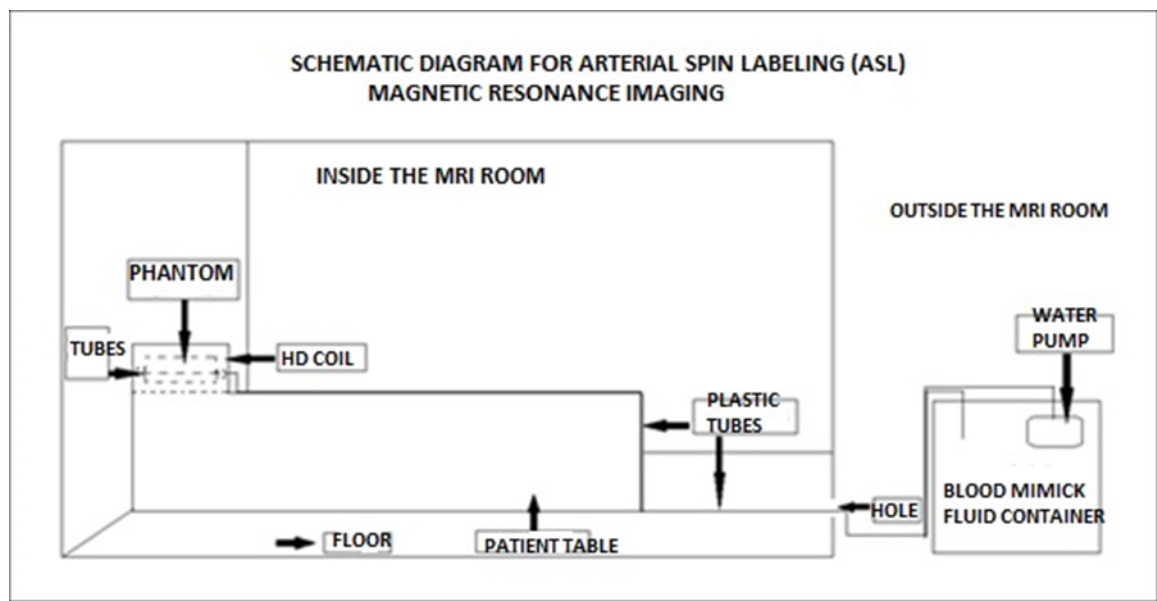 SCHEMATIC DIAGRAM FOR ARTERIAL SPIN LABELING (ASL)
MAGNETIC RESONANCE IMAGING
INSIDE THE MRI ROOM
OUTSIDE THE MRI ROOM
PHANTOM
TUBES
HD COIL
WATER
PUMP
PLASTIC
TUBES
BLOOD MIMICK
FLUID CONTAINER
HOLE
FLOOR
PATIENT TABLE